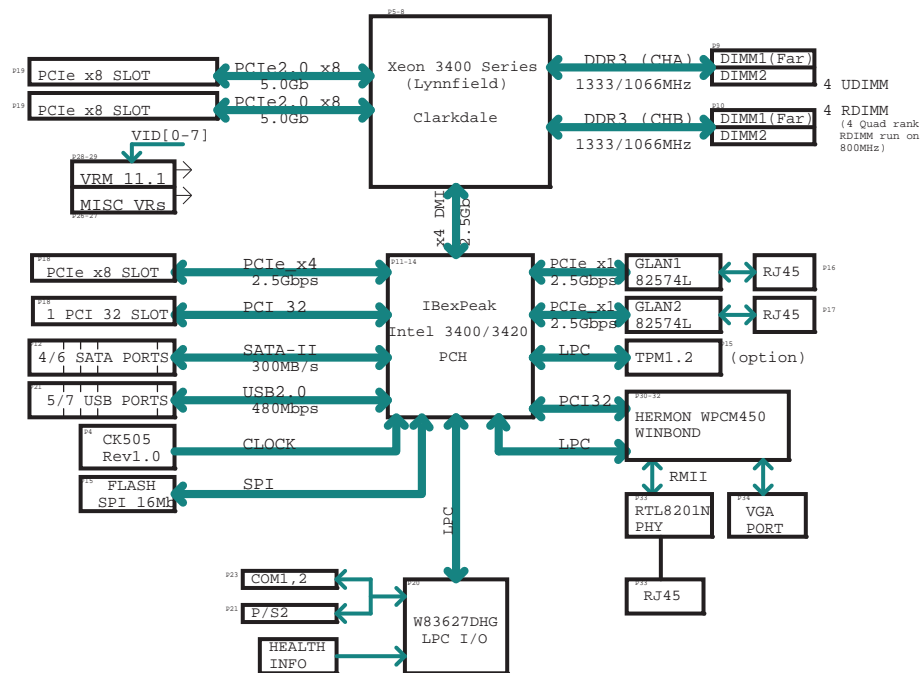 P5-8
Xeon 3400 Series
(Lynnfield)
Clarkdale
P19
PCIe x8 SLOT
PCIe2.0 x8
5.0Gb
P19
PCIe x8 SLOT
PCIe2.0 x8
5.0Gb
DDR3 (CHA)
1333/1066MHz
P9
DIMM1(Far)
DIMM2
4 UDIMM
DDR3 (CHB)
1333/1066MHz
P10
DIMM1(Far)
DIMM2
4 RDIMM
(4 Quad rank
RDIMM run on
800MHz)
VID[0-7]
P28-29
VRM 11.1
MISC VRs
P26-27
x4 DMI
2.5Gb
P11-14
IBexPeak
Intel 3400/3420
PCH
P18
PCIe x8 SLOT
PCIe_x4
2.5Gbps
P18
1 PCI 32 SLOT
PCI 32
P12
4/6 SATA PORTS
SATA-II
300MB/s
P21
5/7 USB PORTS
USB2.0
480Mbps
P4
CK505
Rev1.0
CLOCK
P15
FLASH
SPI 16Mb
SPI
PCIe_x1
2.5Gbps
GLAN1
82574L
RJ45
P16
PCIe_x1
2.5Gbps
GLAN2
82574L
RJ45
P17
LPC
TPM1.2
P15
(option)
PCI32
LPC
P30-32
HERMON WPCM450
WINBOND
RMII
P33
RTL8201N
PHY
P34
VGA
PORT
P33
RJ45
LPC
P23
COM1,2
P21
P/S2
HEALTH
INFO
P20
W83627DHG
LPC I/O